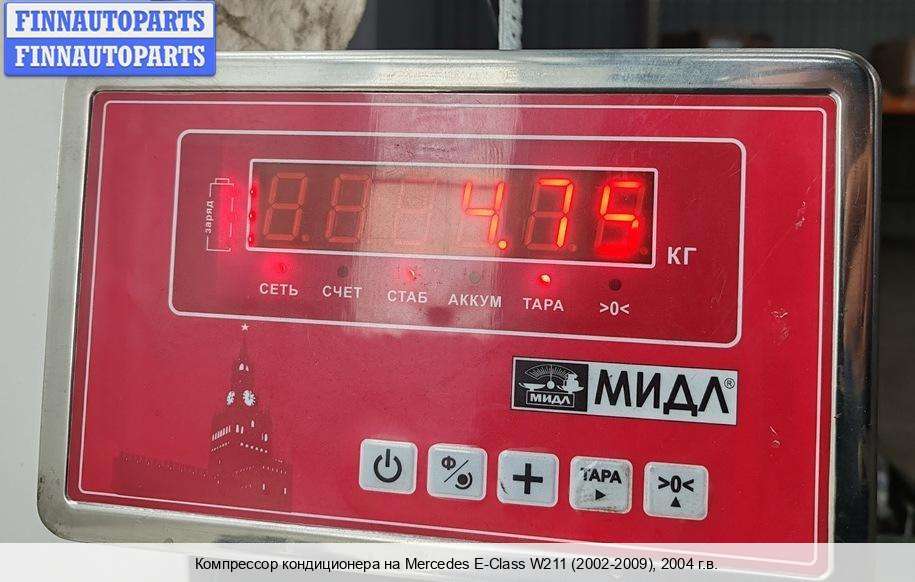 FINNAUTOPARTS
FINNAUTOPARTS
заряд
4.75
КГ
СЕТЬ СЧЕТ СТАБ АККУМ ТАРА >0<
МИДЛ
МИДЛ®
Ф/
+
ТАРА
>0<
Компрессор кондиционера на Mercedes E-Class W211 (2002-2009), 2004 г.в.